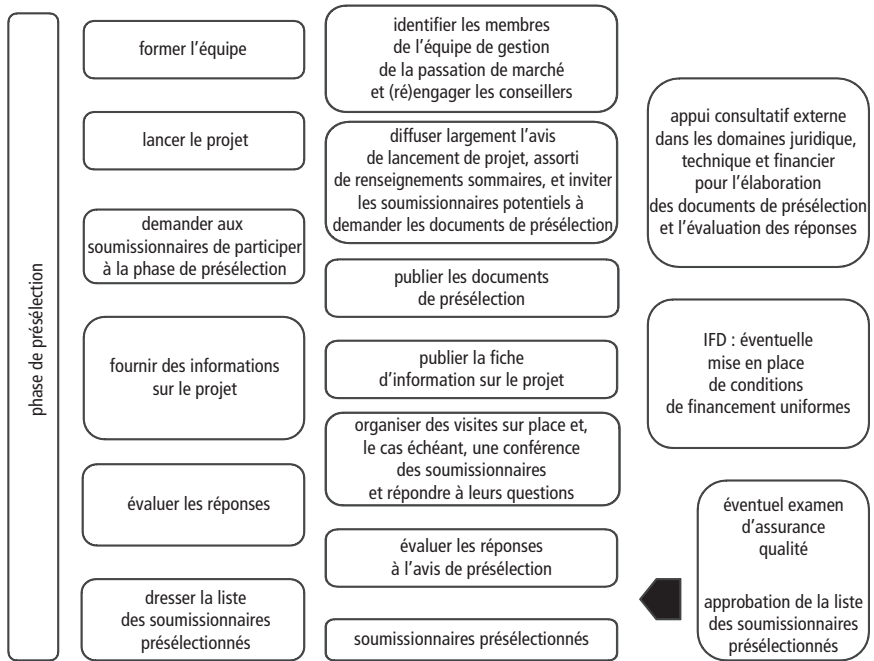 phase de présélection
former l’équipe
lancer le projet
demander aux
soumissionnaires de participer
à la phase de présélection
fournir des informations
sur le projet
évaluer les réponses
dresser la liste
des soumissionnaires
présélectionnés
identifier les membres
de l’équipe de gestion
de la passation de marché
et (ré)engager les conseillers
diffuser largement l’avis
de lancement de projet, assorti
de renseignements sommaires, et inviter
les soumissionnaires potentiels à
demander les documents de présélection
publier les documents
de présélection
publier la fiche
d’information sur le projet
organiser des visites sur place et,
le cas échéant, une conférence
des soumissionnaires
et répondre à leurs questions
évaluer les réponses
à l’avis de présélection
soumissionnaires présélectionnés
appui consultatif externe
dans les domaines juridique,
technique et financier
pour l’élaboration
des documents de présélection
et l’évaluation des réponses
IFD : éventuelle
mise en place
de conditions
de financement uniformes
éventuel examen
d’assurance
qualité
approbation de la liste
des soumissionnaires
présélectionnés